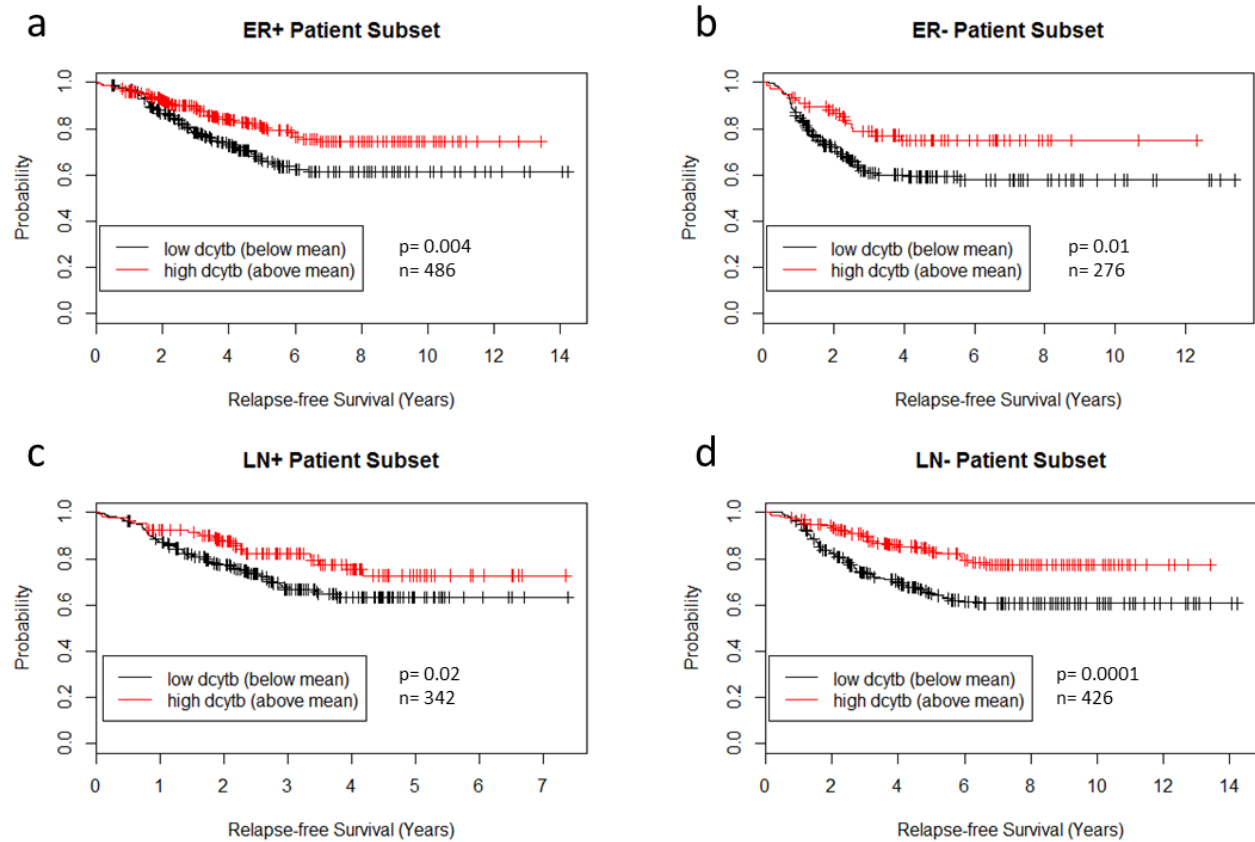 a
ER+ Patient Subset
Probability
0.0 0.2 0.4 0.6 0.8 1.0
low dcytb (below mean)
high dcytb (above mean)
p= 0.004
n= 486
0 2 4 6 8 10 12 14
Relapse-free Survival (Years)
b
ER- Patient Subset
Probability
0.0 0.2 0.4 0.6 0.8 1.0
low dcytb (below mean)
high dcytb (above mean)
p= 0.01
n= 276
0 2 4 6 8 10 12
Relapse-free Survival (Years)
c
LN+ Patient Subset
Probability
0.0 0.2 0.4 0.6 0.8 1.0
low dcytb (below mean)
high dcytb (above mean)
p= 0.02
n= 342
0 1 2 3 4 5 6 7
Relapse-free Survival (Years)
d
LN- Patient Subset
Probability
0.0 0.2 0.4 0.6 0.8 1.0
low dcytb (below mean)
high dcytb (above mean)
p= 0.0001
n= 426
0 2 4 6 8 10 12 14
Relapse-free Survival (Years)